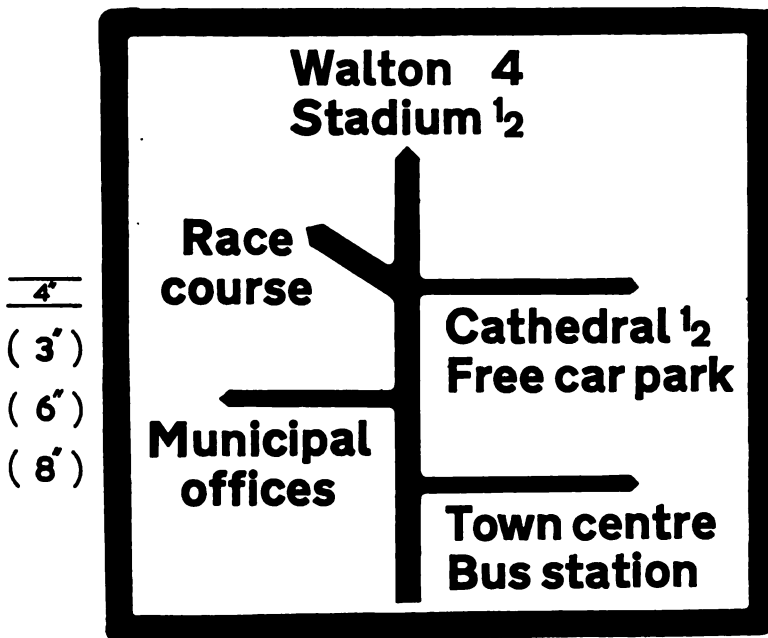 Walton 4
Stadium ½
Race
course
4"
(3")
(6")
(8")
Cathedral ½
Free car park
Municipal
offices
Town centre
Bus station